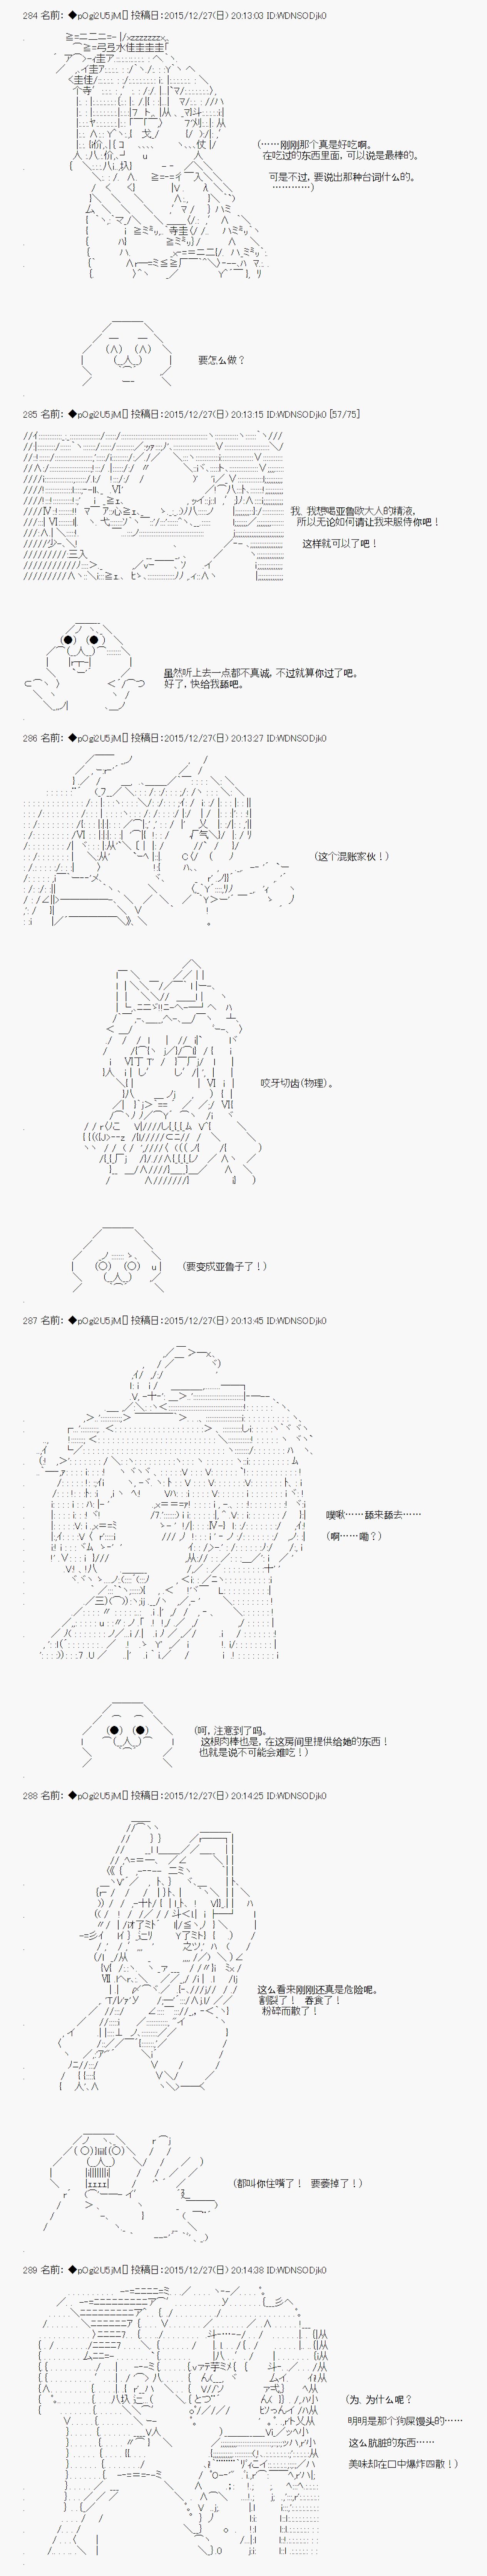 284 名前：◆pOgi2U5jM 投稿日：2015/12/27(日) 20:13:03 ID:WDNSODjk0
（……刚刚那个真是好吃啊。
在吃过的东西里面，可以说是最棒的。
可是不过，要说出那种台词什么的。
…………）
要怎么做？
285 名前：◆pOgi2U5jM 投稿日：2015/12/27(日) 20:13:15 ID:WDNSODjk0 [57/75]
我，我想喝亚鲁欧大人的精液，
所以无论如何请让我来服侍你吧！
这样就可以了吧！
虽然听上去一点都不真诚，不过就算你过了吧。
好了，快给我舔吧。
286 名前：◆pOgi2U5jM 投稿日：2015/12/27(日) 20:13:27 ID:WDNSODjk0
（这个混账家伙！）
咬牙切齿(物理)。
（要变成亚鲁子了！）
287 名前：◆pOgi2U5jM 投稿日：2015/12/27(日) 20:13:45 ID:WDNSODjk0
噗啾……舔来舔去……
（啊……嘞？）
（呵，注意到了吗。
这根肉棒也是，在这房间里提供给她的东西！
也就是说不可能会难吃！）
288 名前：◆pOgi2U5jM 投稿日：2015/12/27(日) 20:14:25 ID:WDNSODjk0
这么看来刚刚还真是危险呢。
割裂了！ 吞食了！
粉碎而散了！
（都叫你住嘴了！ 要萎掉了！）
289 名前：◆pOgi2U5jM 投稿日：2015/12/27(日) 20:14:38 ID:WDNSODjk0
（为、为什么呢？
明明是那个狗屎馒头的……
这么肮脏的东西……
美味却在口中爆炸四散！）